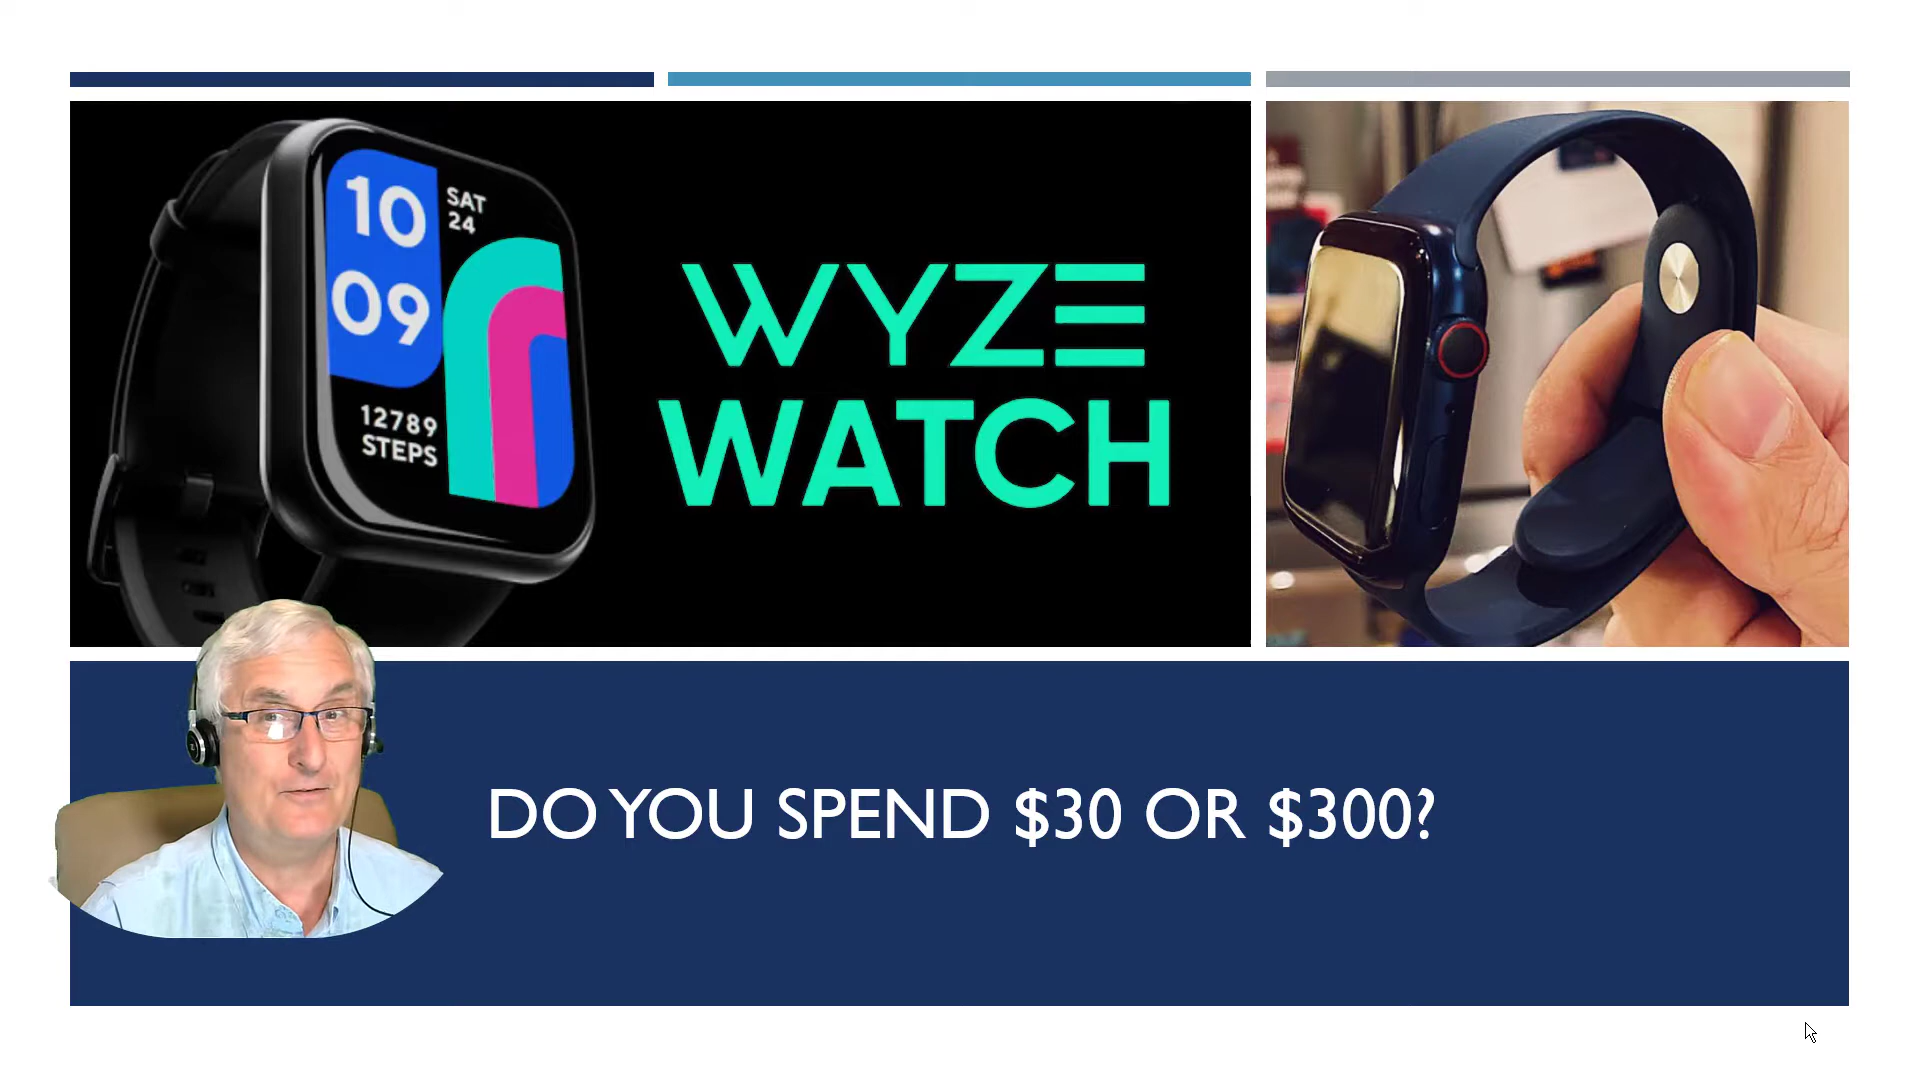 10
09
SAT
24
12789
STEPS
WYZE
WATCH
DO YOU SPEND $30 OR $300?